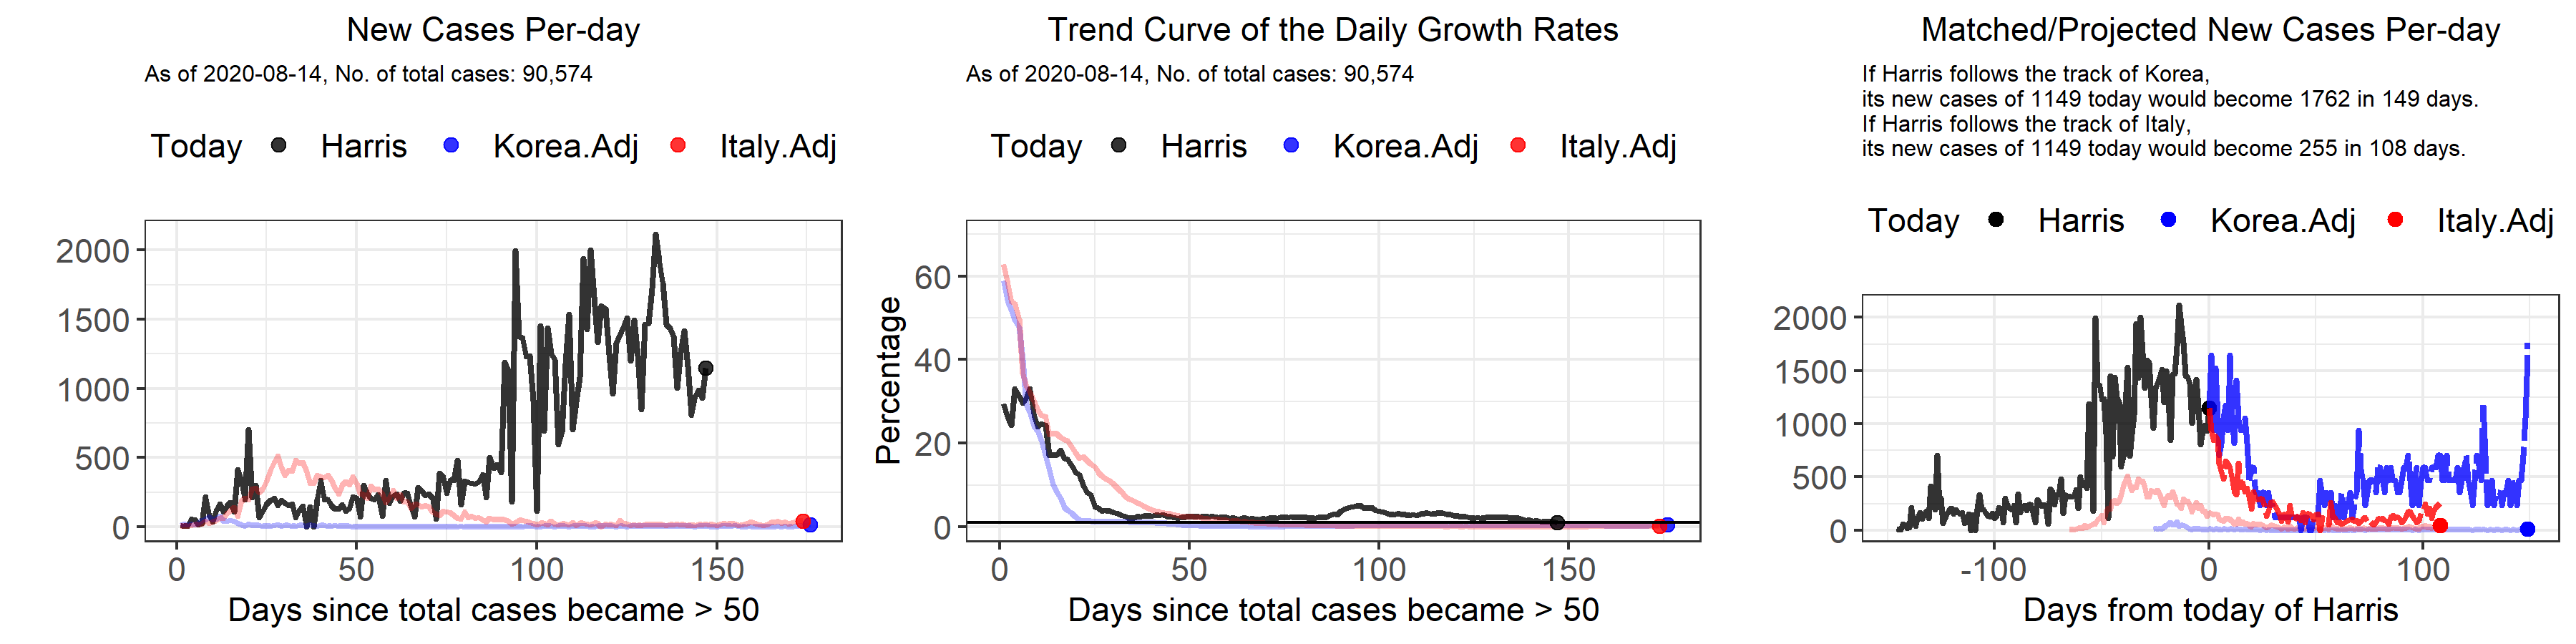 New Cases Per-day
As of 2020-08-14, No. of total cases: 90,574
Today Harris Korea.Adj Italy.Adj
2000
1500
1000
500
0
0 50 100 150
Days since total cases became > 50
Trend Curve of the Daily Growth Rates
As of 2020-08-14, No. of total cases: 90,574
Today Harris Korea.Adj Italy.Adj
Percentage
60
40
20
0
0 50 100 150
Days since total cases became > 50
Matched/Projected New Cases Per-day
If Harris follows the track of Korea,
its new cases of 1149 today would become 1762 in 149 days.
If Harris follows the track of Italy,
its new cases of 1149 today would become 255 in 108 days.
Today Harris Korea.Adj Italy.Adj
2000
1500
1000
500
0
-100 0 100
Days from today of Harris